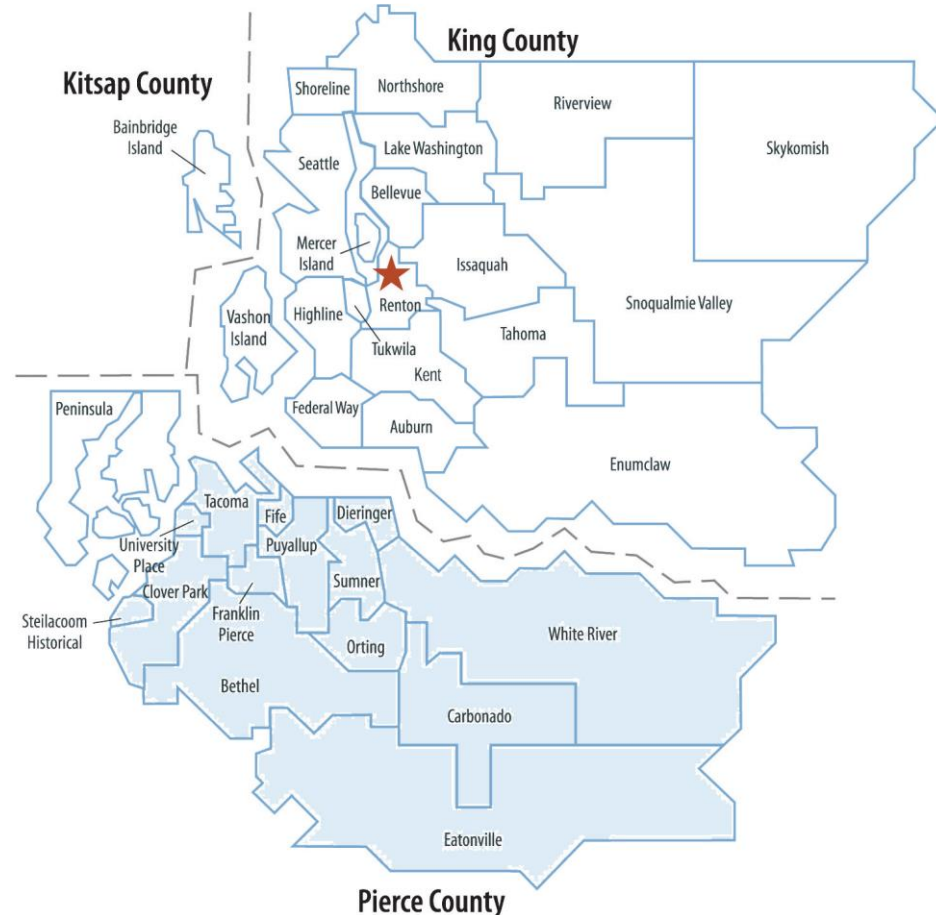 King County
Kitsap County
Shoreline
Northshore
Riverview
Skykomish
Bainbridge
Island
Seattle
Lake Washington
Bellevue
Mercer
Island
Issaquah
Snoqualmie Valley
Vashon
Island
Highline
Renton
Tahoma
Tukwila
Kent
Federal Way
Auburn
Enumclaw
Peninsula
Tacoma
Fife
Dieringer
University
Place
Puyallup
Sumner
Clover Park
Steilacoom
Historical
Franklin
Pierce
Orting
White River
Bethel
Carbonado
Eatonville
Pierce County